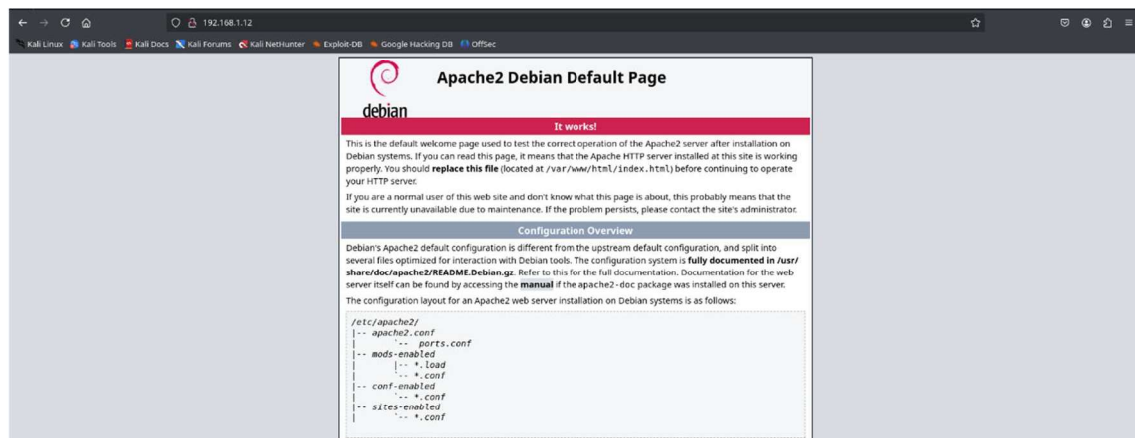 192.168.1.12
Kali Linux Kali Tools Kali Docs Kali Forums Kali NetHunter Exploit-DB Google Hacking DB OffSec
debian
Apache2 Debian Default Page
It works!
This is the default welcome page used to test the correct operation of the Apache2 server after installation on
Debian systems. If you can read this page, it means that the Apache HTTP server installed at this site is working
properly. You should replace this file (located at /var/www/html/index.html) before continuing to operate
your HTTP server.
If you are a normal user of this web site and don't know what this page is about, this probably means that the
site is currently unavailable due to maintenance. If the problem persists, please contact the site's administrator.
Configuration Overview
Debian's Apache2 default configuration is different from the upstream default configuration, and split into
several files optimized for interaction with Debian tools. The configuration system is fully documented in /usr/
share/doc/apache2/README.Debian.gz. Refer to this for the full documentation. Documentation for the web
server itself can be found by accessing the manual if the apache2-doc package was installed on this server.
The configuration layout for an Apache2 web server installation on Debian systems is as follows:
/etc/apache2/
|-- apache2.conf
|       `-- ports.conf
|-- mods-enabled
|       |-- *.load
|       `-- *.conf
|-- conf-enabled
|       `-- *.conf
|-- sites-enabled
|       `-- *.conf